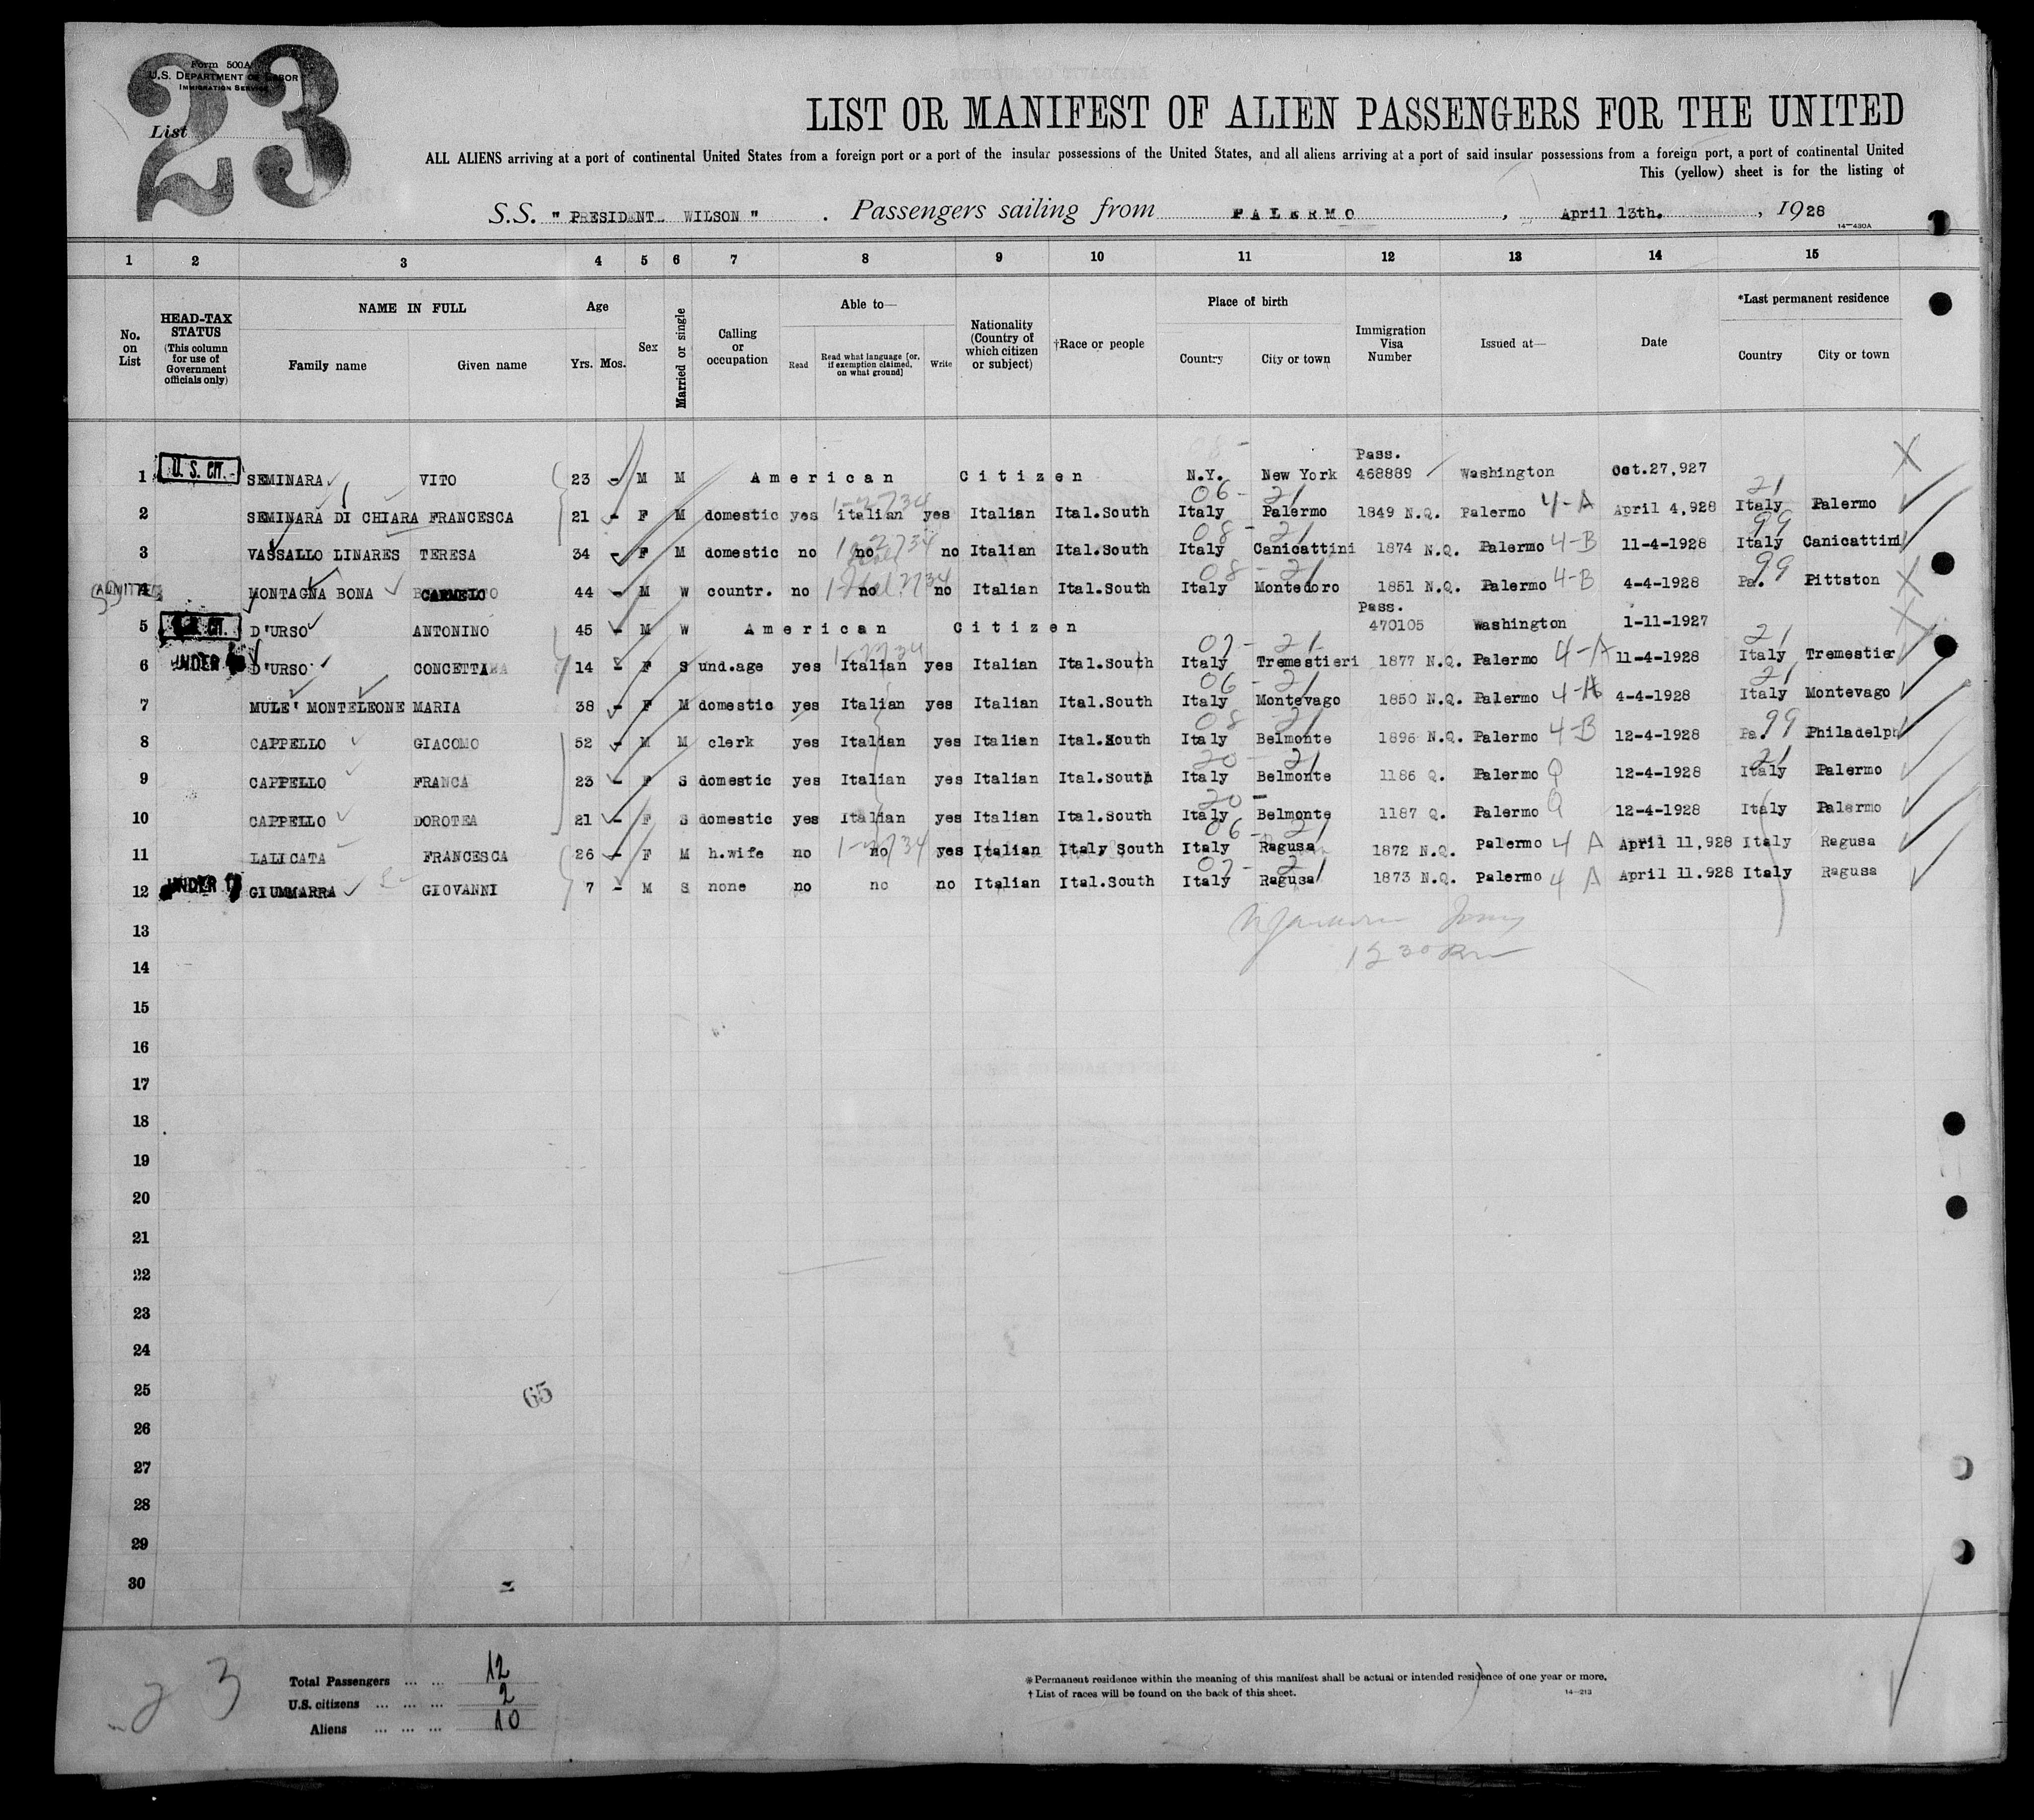 23
Form 500A
U.S. DEPARTMENT OF LABOR
IMMIGRATION SERVICE
List
LIST OR MANIFEST OF ALIEN PASSENGERS FOR THE UNITED
ALL ALIENS arriving at a port of continental United States from a foreign port or a port of the insular possessions of the United States, and all aliens arriving at a port of said insular possessions from a foreign port, a port of continental United
This (yellow) sheet is for the listing of
S.S. "PRESIDENT WILSON". Passengers sailing from PALERMO, April 13th., 1928
14—430A
1 2 3 4 5 6 7 8 9 10 11 12 13 14 15
No. on List
HEAD-TAX STATUS (This column for use of Government officials only)
NAME IN FULL
Family name Given name
Age
Yrs. Mos.
Sex
Married or single
Calling or occupation
Able to—
Read Read what language [or, if exemption claimed, on what ground] Write
Nationality (Country of which citizen or subject)
†Race or people
Place of birth
Country City or town
Immigration Visa Number
Issued at—
Date
*Last permanent residence
Country City or town
1 U. S. CIT. SEMINARA VITO 23 - M M American Citizen N.Y. New York Pass. 468889 Washington Oct.27,927
2 SEMINARA DI CHIARA FRANCESCA 21 - F M domestic yes italian yes Italian Ital.South Italy Palermo 1849 N.Q. Palermo 4-A April 4,928 Italy Palermo
3 VASSALLO LINARES TERESA 34 - F M domestic no no no Italian Ital.South Italy Canicattini 1874 N.Q. Palermo 4-B 11-4-1928 Italy Canicattini
ADMITTED 4 MONTAGNA BONA CARMELO 44 - M W countr. no no no Italian Ital.South Italy Montedoro 1851 N.Q. Palermo 4-B 4-4-1928 Pa. Pittston
5 CIT. D'URSO ANTONINO 45 - M W American Citizen Pass. 470105 Washington 1-11-1927
6 UNDER D'URSO CONCETTA 14 - F S und.age yes Italian yes Italian Ital.South Italy Tremestieri 1877 N.Q. Palermo 4-A 11-4-1928 Italy Tremestier
7 MULE' MONTELEONE MARIA 38 - F M domestic yes Italian yes Italian Ital.South Italy Montevago 1850 N.Q. Palermo 4-A 4-4-1928 Italy Montevago
8 CAPPELLO GIACOMO 52 - M M clerk yes Italian yes Italian Ital.South Italy Belmonte 1896 N.Q. Palermo 4-B 12-4-1928 Pa. Philadelph
9 CAPPELLO FRANCA 23 - F S domestic yes Italian yes Italian Ital.South Italy Belmonte 1186 Q. Palermo Q 12-4-1928 Italy Palermo
10 CAPPELLO DOROTEA 21 - F S domestic yes Italian yes Italian Ital.South Italy Belmonte 1187 Q. Palermo Q 12-4-1928 Italy Palermo
11 LALICATA FRANCESCA 26 - F M h.wife no no yes Italian Italy South Italy Ragusa 1872 N.Q. Palermo 4 A April 11,928 Italy Ragusa
12 UNDER GIUMMARRA GIOVANNI 7 - M S none no no no Italian Ital.South Italy Ragusa 1873 N.Q. Palermo 4 A April 11.928 Italy Ragusa
13
14
15
16
17
18
19
20
21
22
23
24
25
65
26
27
28
29
30
23
Total Passengers ... ... 12
U.S. citizens ... ... ... 2
Aliens ... ... ... 10
*Permanent residence within the meaning of this manifest shall be actual or intended residence of one year or more.
†List of races will be found on the back of this sheet.
14—213